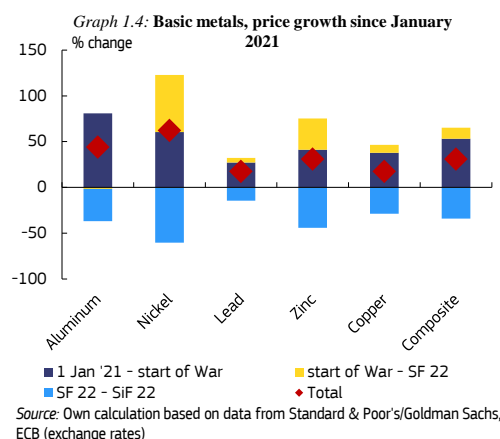 Graph 1.4: Basic metals, price growth since January
2021
% change
150
100
50
0
-50
-100
Aluminum
Nickel
Lead
Zinc
Copper
Composite
1 Jan '21 - start of War
start of War - SF 22
SF 22 - SiF 22
Total
Source: Own calculation based on data from Standard & Poor's/Goldman Sachs,
ECB (exchange rates)